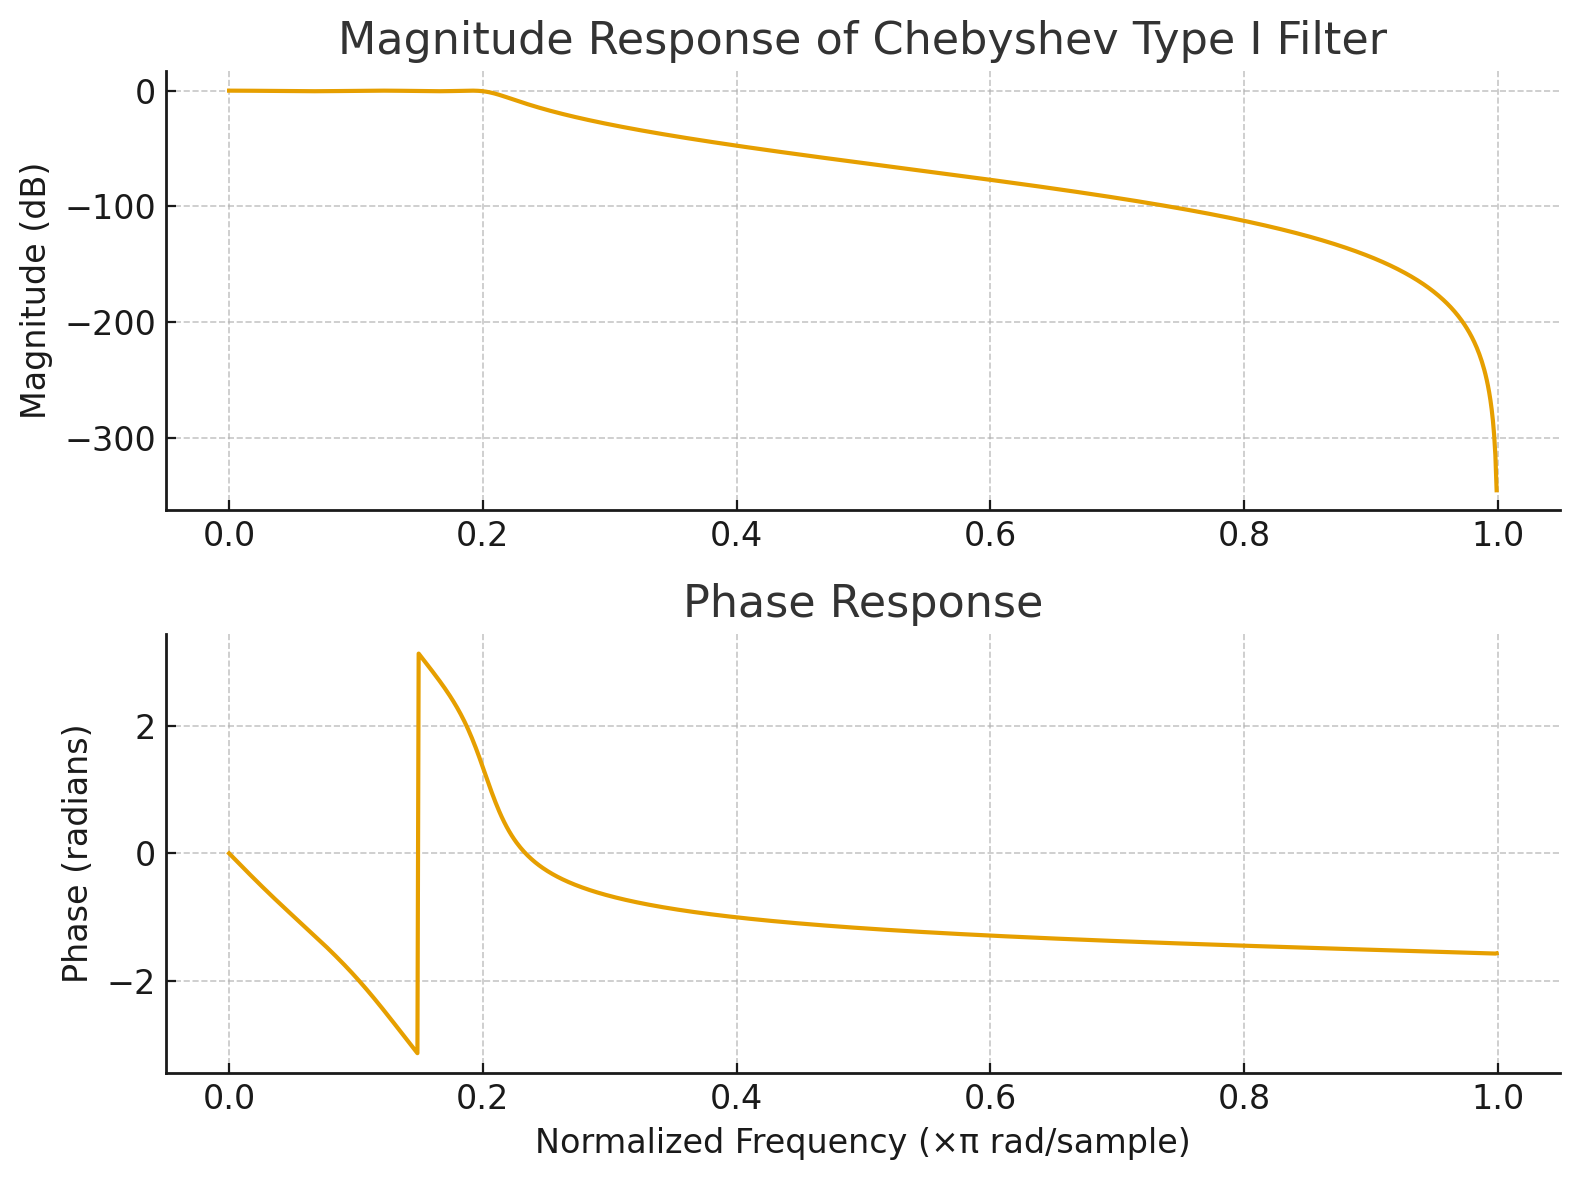 Magnitude Response of Chebyshev Type I Filter
Magnitude (dB)
0
−100
−200
−300
0.0 0.2 0.4 0.6 0.8 1.0
Phase Response
Phase (radians)
2
0
−2
0.0 0.2 0.4 0.6 0.8 1.0
Normalized Frequency (×π rad/sample)